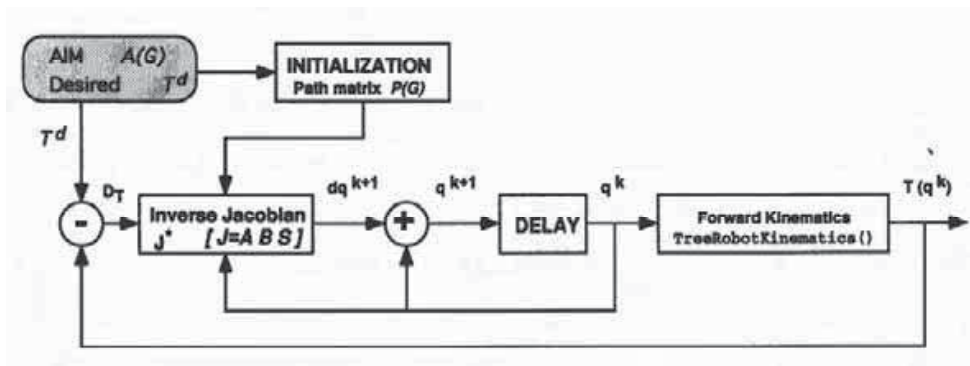 AIM A(G)
Desired T^d
INITIALIZATION
Path matrix P(G)
T^d
D_T
dq^k+1
q^k+1
q^k
T(q^k)
-
Inverse Jacobian
J* [J=A B S]
+
DELAY
Forward Kinematics
TreeRobotKinematics()